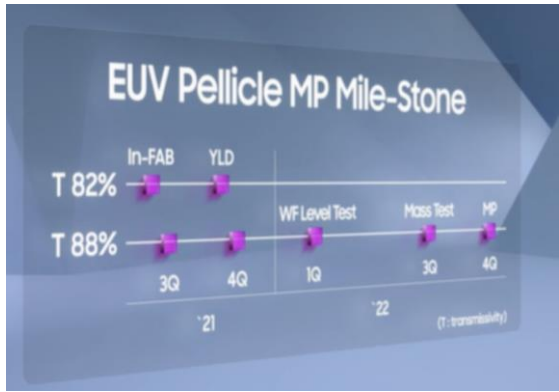 EUV Pellicle MP Mile-Stone
In-FAB YLD
T 82%
WF Level Test Mass Test MP
T 88%
3Q 4Q 1Q 3Q 4Q
`21 `22
(T : transmissivity)